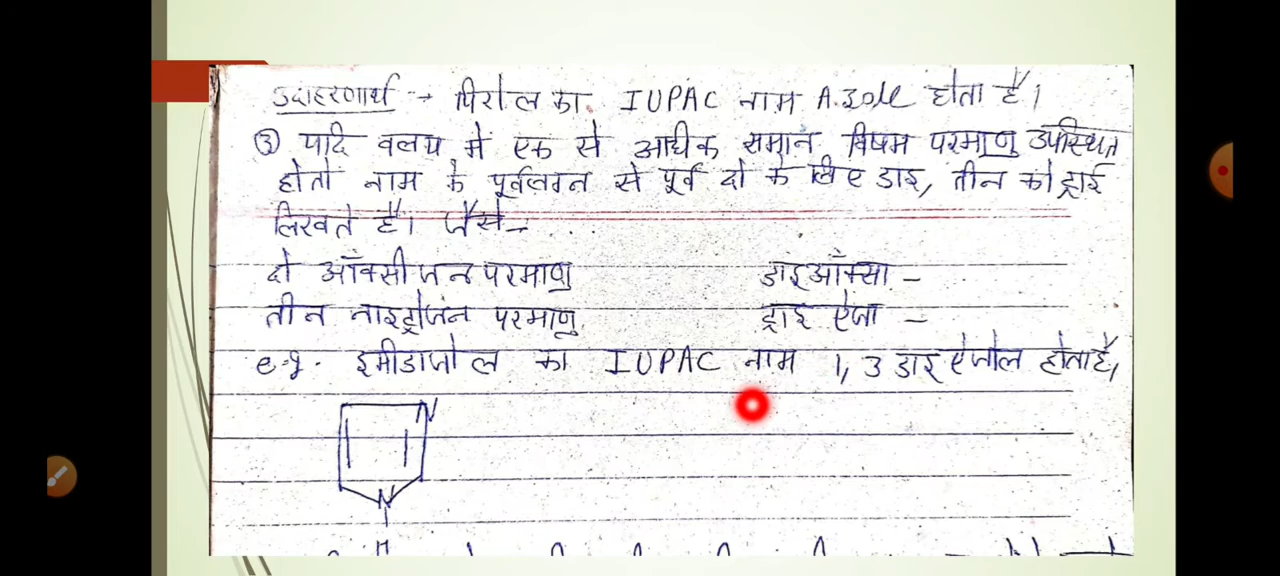 उदाहरणार्थ → पिरोल का IUPAC नाम Azole होता है।
③ यदि वलय में एक से अधिक समान विषम परमाणु उपस्थित
होतो नाम के पूर्वलग्न से पूर्व दो के लिए डाइ, तीन को ट्राई
लिखते है। जैसे -
दो ऑक्सीजन परमाणु डाइऑक्सा -
तीन नाइट्रोजन परमाणु ट्राइ ऐजा -
e.g. इमीडाजोल का IUPAC नाम 1, 3 डाइ ऐजोल होता है,
N
N
H